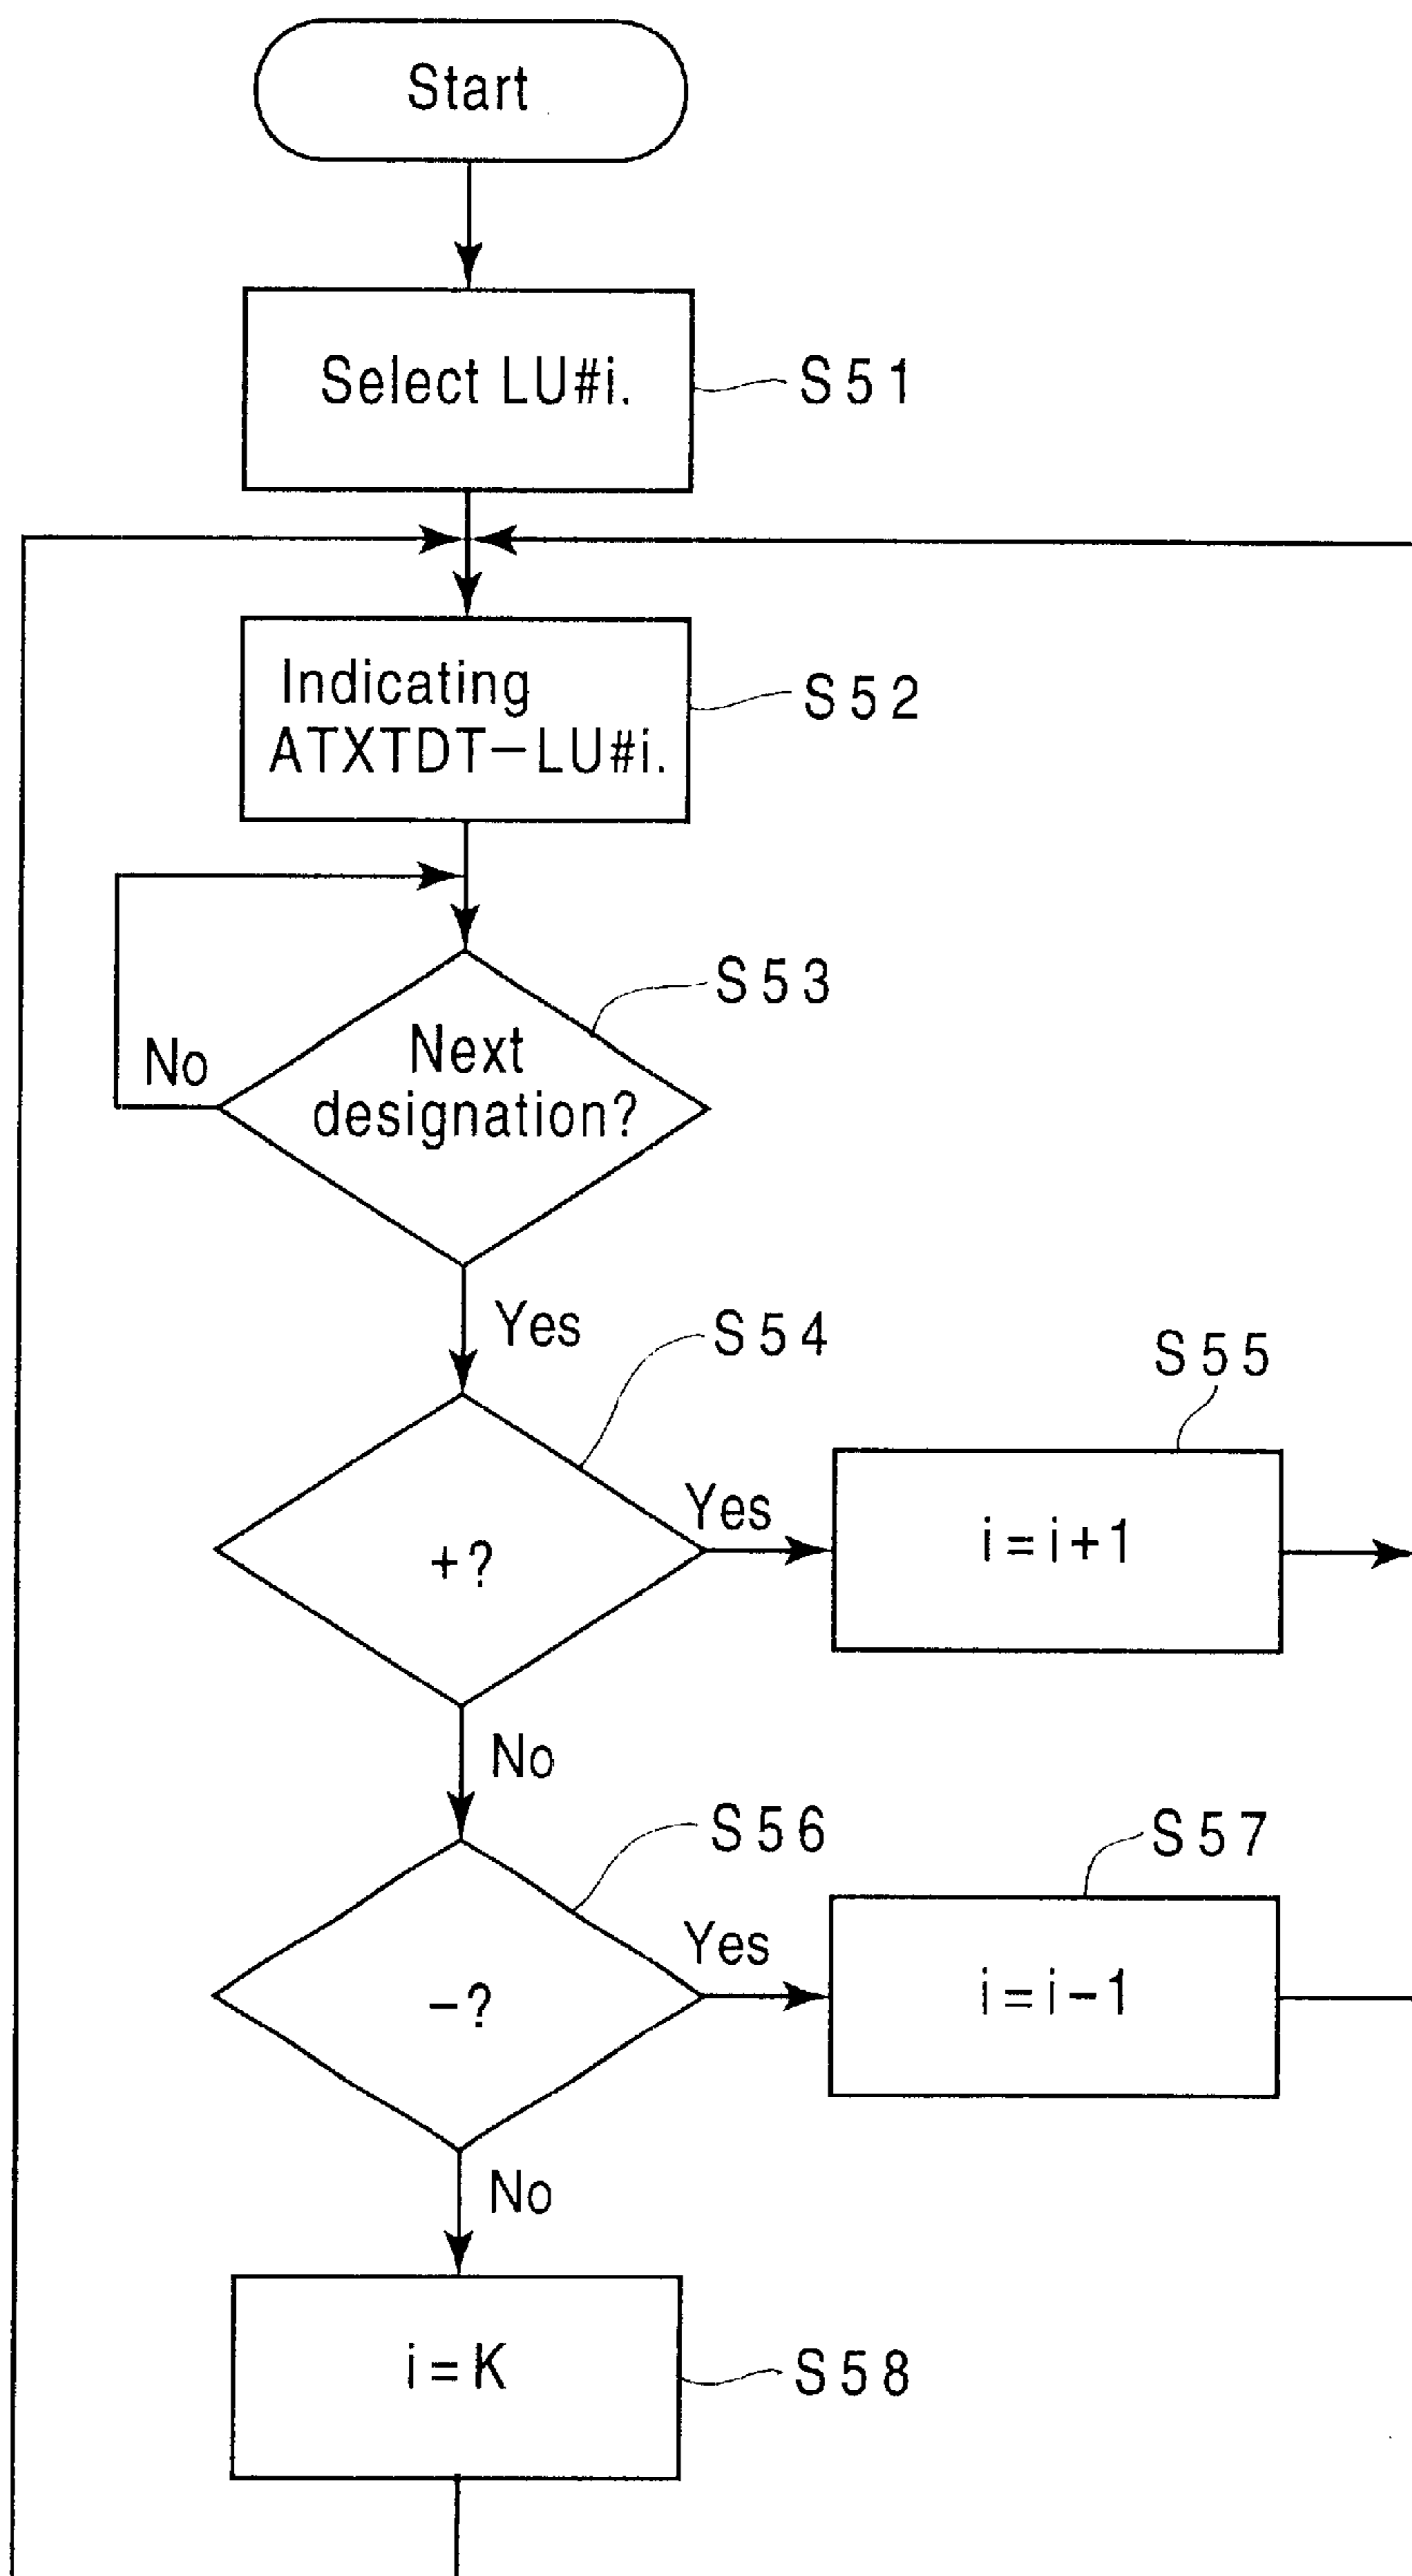 Start
Select LU#i.
S51
Indicating
ATXTDT-LU#i.
S52
S53
Next
designation?
No
Yes
S54
+?
Yes
S55
i=i+1
No
S56
-?
Yes
S57
i=i-1
No
i=K
S58